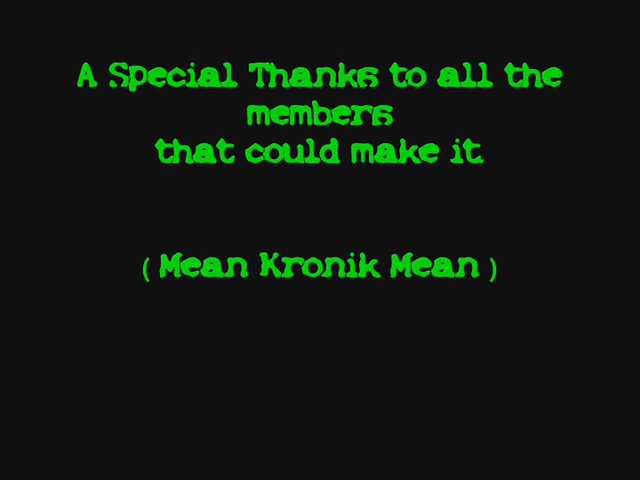 A Special Thanks to all the
members
that could make it
( Mean Kronik Mean )